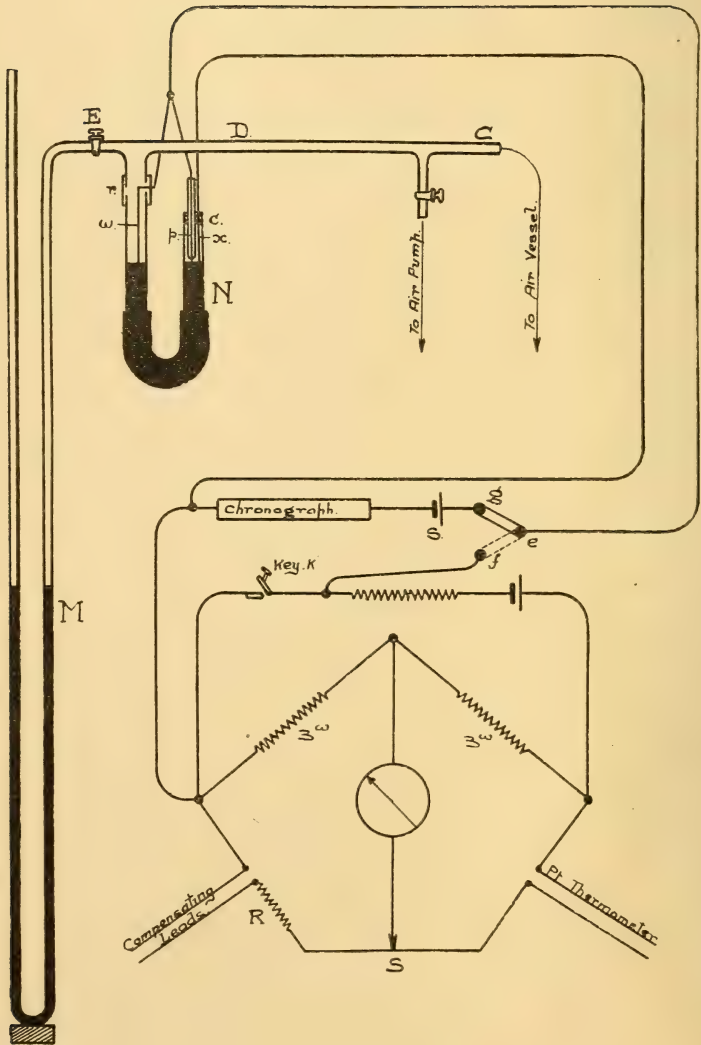 E
D.
C
r.
ω
p.
c.
x.
N
To Air Pump.
To Air Vessel.
Chronograph.
S.
g
e
f
Key.K
M
3ω
3ω
Compensating Leads.
R
S
Pt Thermometer